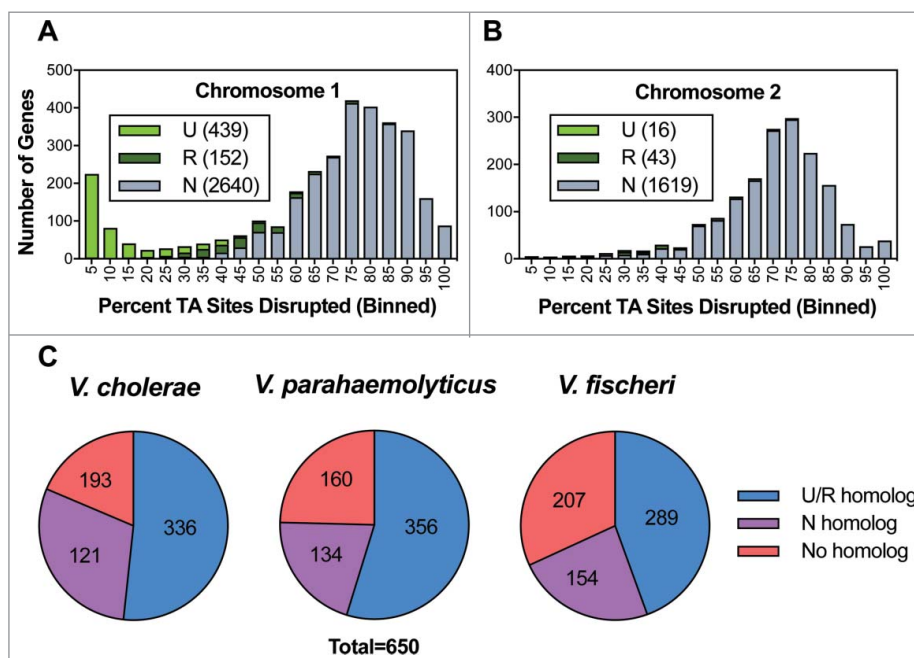 A
Chromosome 1
U (439)
R (152)
N (2640)
Number of Genes
500
400
300
200
100
0
5 10 15 20 25 30 35 40 45 50 55 60 65 70 75 80 85 90 95 100
Percent TA Sites Disrupted (Binned)
B
Chromosome 2
U (16)
R (43)
N (1619)
400
300
200
100
0
5 10 15 20 25 30 35 40 45 50 55 60 65 70 75 80 85 90 95 100
Percent TA Sites Disrupted (Binned)
C
V. cholerae
193
336
121
V. parahaemolyticus
160
356
134
Total=650
V. fischeri
207
289
154
U/R homolog
N homolog
No homolog